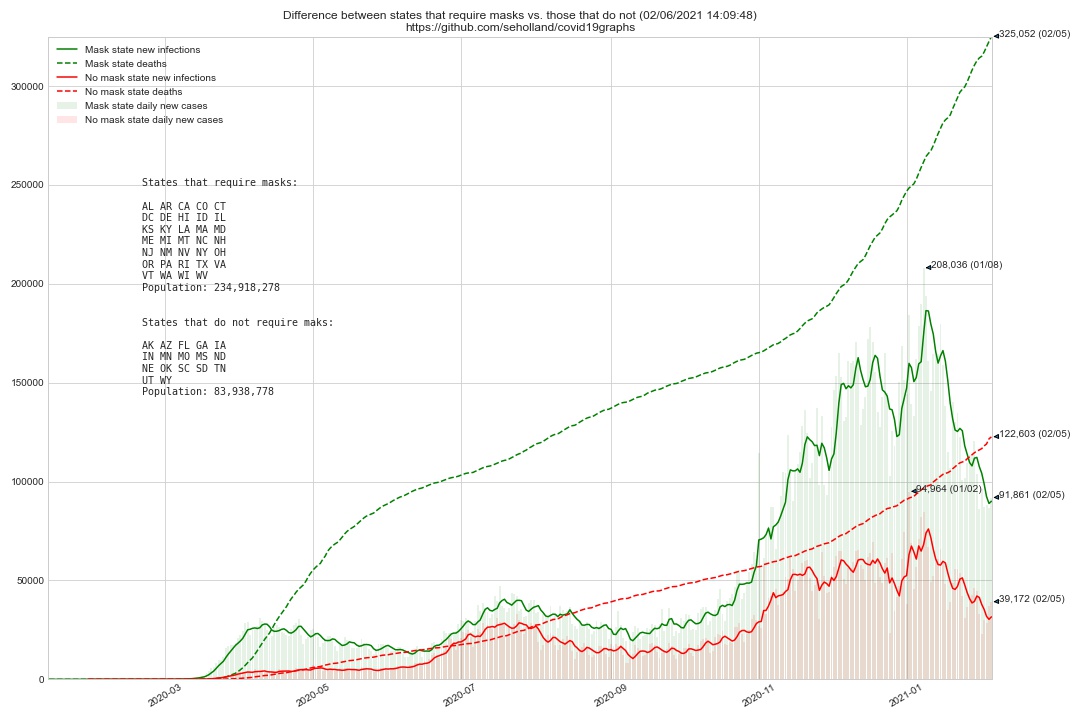 Difference between states that require masks vs. those that do not (02/06/2021 14:09:48)
https://github.com/seholland/covid19graphs
Mask state new infections
Mask state deaths
No mask state new infections
No mask state deaths
Mask state daily new cases
No mask state daily new cases
States that require masks:
AL AR CA CO CT
DC DE HI ID IL
KS KY LA MA MD
ME MI MT NC NH
NJ NM NV NY OH
OR PA RI TX VA
VT WA WI WV
Population: 234,918,278
States that do not require maks:
AK AZ FL GA IA
IN MN MO MS ND
NE OK SC SD TN
UT WY
Population: 83,938,778
325,052 (02/05)
208,036 (01/08)
122,603 (02/05)
94,964 (01/02)
91,861 (02/05)
39,172 (02/05)
300000
250000
200000
150000
100000
50000
0
2020-03
2020-05
2020-07
2020-09
2020-11
2021-01